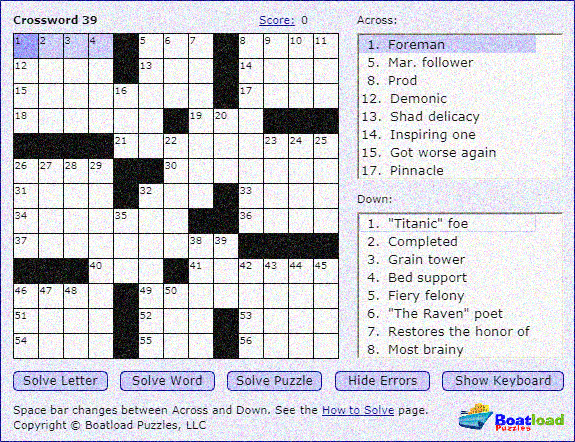 Crossword 39 Score: 0
1 2 3 4 5 6 7 8 9 10 11
12 13 14
15 16 17
18 19 20
21 22 23 24 25
26 27 28 29 30
31 32 33
34 35 36
37 38 39
40 41 42 43 44 45
46 47 48 49 50
51 52 53
54 55 56
Across:
1. Foreman
5. Mar. follower
8. Prod
12. Demonic
13. Shad delicacy
14. Inspiring one
15. Got worse again
17. Pinnacle
Down:
1. "Titanic" foe
2. Completed
3. Grain tower
4. Bed support
5. Fiery felony
6. "The Raven" poet
7. Restores the honor of
8. Most brainy
Solve Letter Solve Word Solve Puzzle Hide Errors Show Keyboard
Space bar changes between Across and Down. See the How to Solve page.
Copyright © Boatload Puzzles, LLC
Boatload
Puzzles